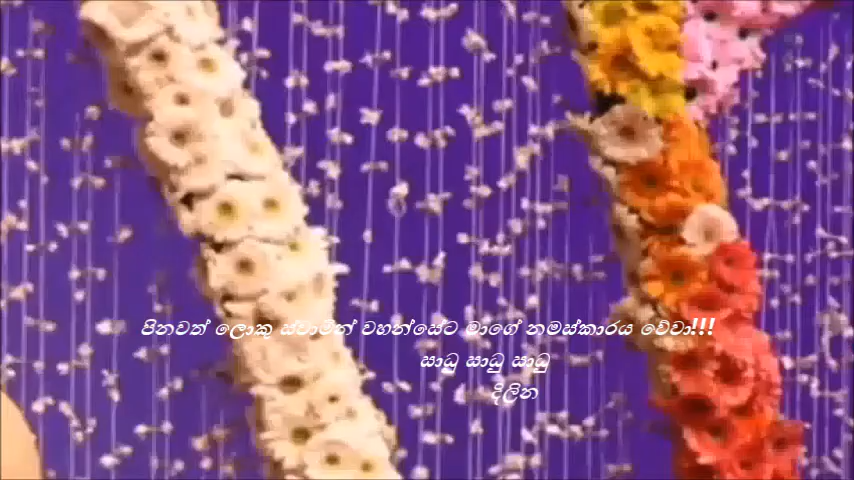 පිනවත් ලොකු ස්වාමීන් වහන්සේට මාගේ නමස්කාරය වේවා!!!
සාධු සාධු සාධු
දිලින